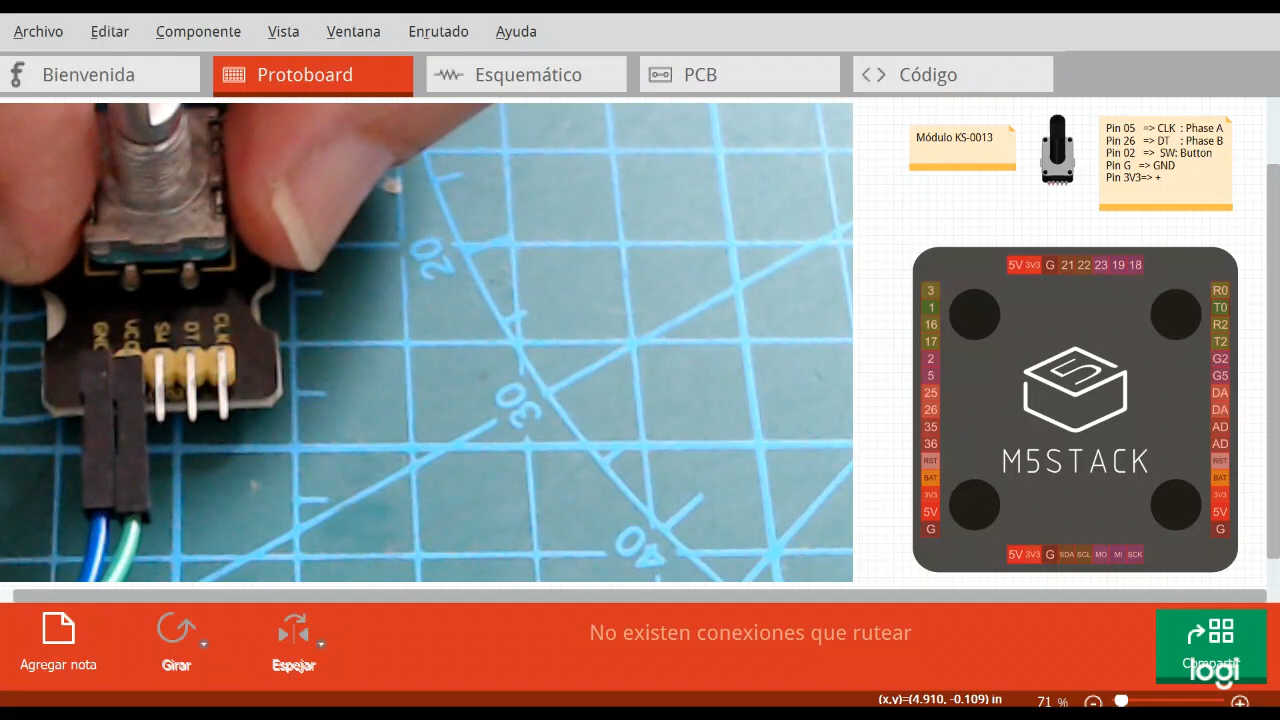 Archivo Editar Componente Vista Ventana Enrutado Ayuda
Bienvenida Protoboard Esquemático PCB Código
Módulo KS-0013
Pin 05 => CLK : Phase A
Pin 26 => DT : Phase B
Pin 02 => SW: Button
Pin G => GND
Pin 3V3=> +
GND VCC SW DT CLK
20
30
40
5V 3V3 G 21 22 23 19 18
3 R0
1 T0
16 R2
17 T2
2 G2
5 G5
25 DA
26 DA
35 AD
36 AD
RST RST
BAT BAT
3V3 3V3
5V 5V
G G
5
M5STACK
5V 3V3 G SDA SCL MO MI SCK
No existen conexiones que rutear
Agregar nota Girar Espejar Compartir
logi
(x,y)=(4.910, -0.109) in 71 %